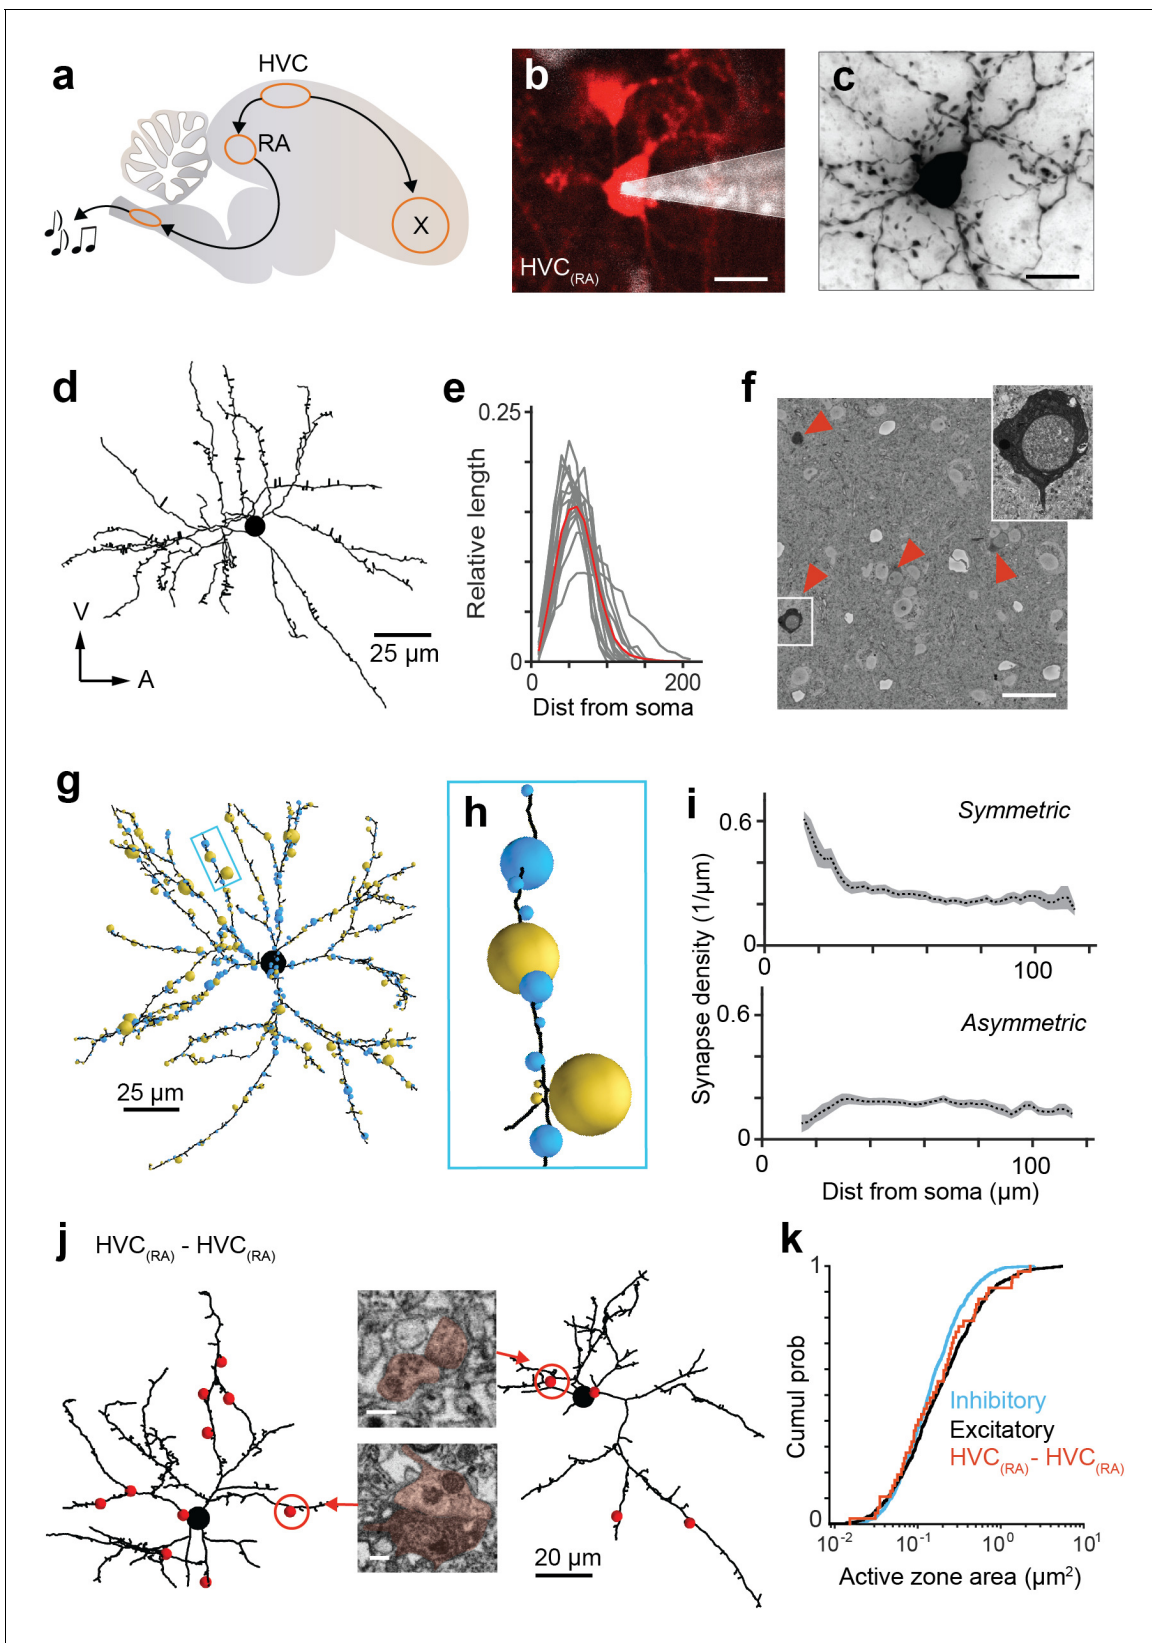 a
HVC
RA
X
b
HVC(RA)
c
d
V
A
25 µm
e
0.25
Relative length
0
0
200
Dist from soma
f
g
25 µm
h
i
Symmetric
0.6
0
0
100
Synapse density (1/µm)
Asymmetric
0.6
0
0
100
Dist from soma (µm)
j
HVC(RA) - HVC(RA)
20 µm
k
1
Cumul prob
Inhibitory
Excitatory
HVC(RA) - HVC(RA)
0
10⁻² 10⁻¹ 10⁰ 10¹
Active zone area (µm²)